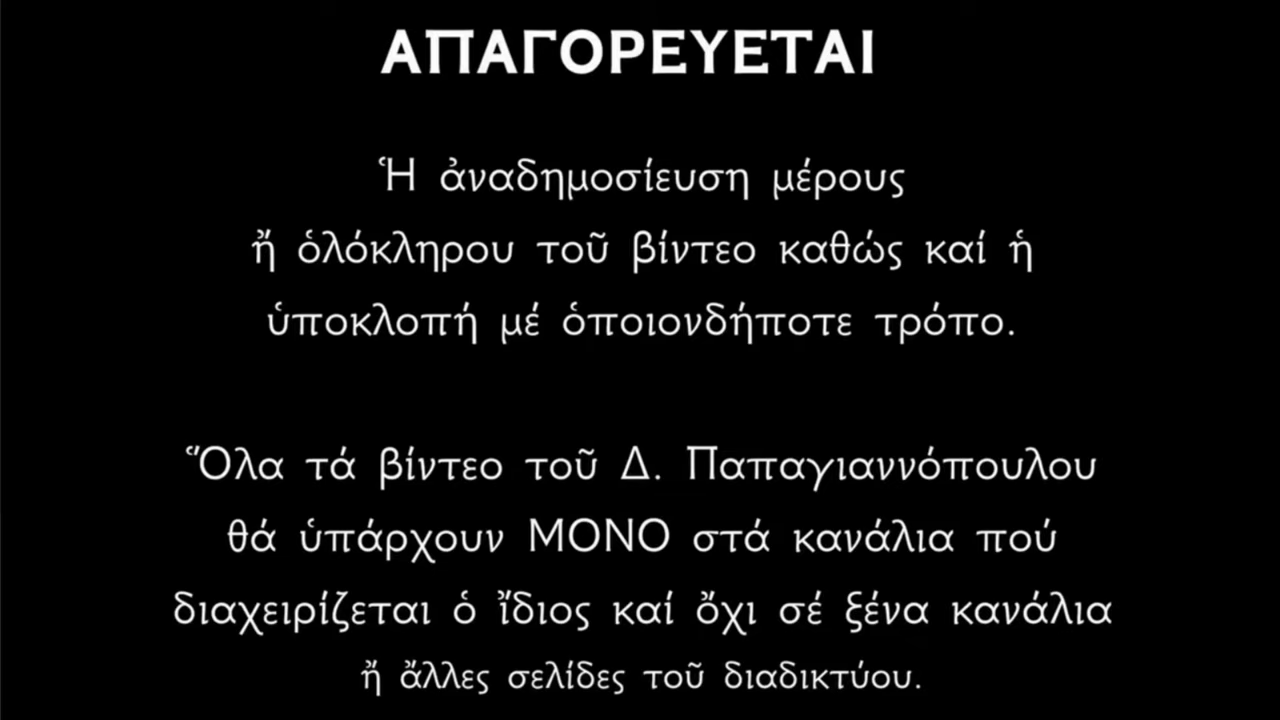 ΑΠΑΓΟΡΕΥΕΤΑΙ
Ἡ ἀναδημοσίευση μέρους
ἤ ὁλόκληρου τοῦ βίντεο καθώς καί ἡ
ὑποκλοπή μέ ὁποιονδήποτε τρόπο.
Ὅλα τά βίντεο τοῦ Δ. Παπαγιαννόπουλου
θά ὑπάρχουν ΜΟΝΟ στά κανάλια πού
διαχειρίζεται ὁ ἴδιος καί ὄχι σέ ξένα κανάλια
ἤ ἄλλες σελίδες τοῦ διαδικτύου.